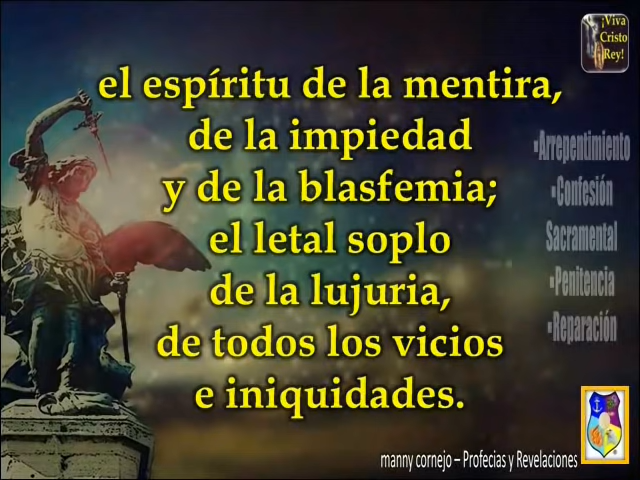 ¡Viva
Cristo
Rey!
el espíritu de la mentira,
de la impiedad
y de la blasfemia;
el letal soplo
de la lujuria,
de todos los vicios
e iniquidades.
▪Arrepentimiento
▪Confesión
Sacramental
▪Penitencia
▪Reparación
manny cornejo – Profecias y Revelaciones